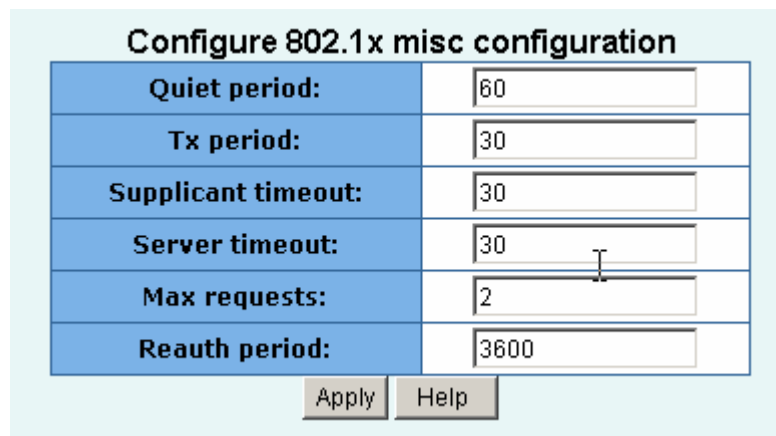 Configure 802.1x misc configuration
Quiet period: 60
Tx period: 30
Supplicant timeout: 30
Server timeout: 30
Max requests: 2
Reauth period: 3600
Apply Help